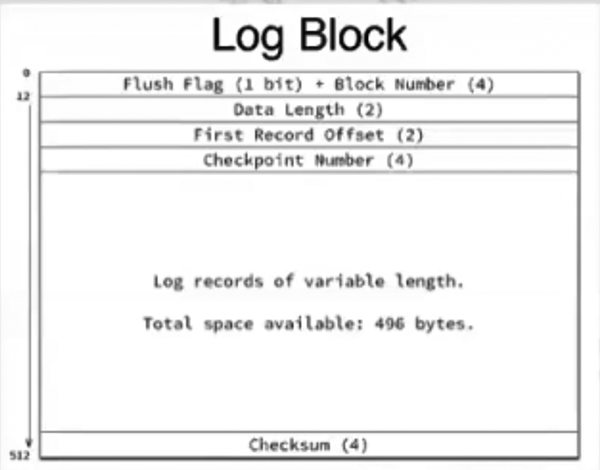 Log Block
0
Flush Flag (1 bit) + Block Number (4)
12
Data Length (2)
First Record Offset (2)
Checkpoint Number (4)
Log records of variable length.
Total space available: 496 bytes.
Checksum (4)
512